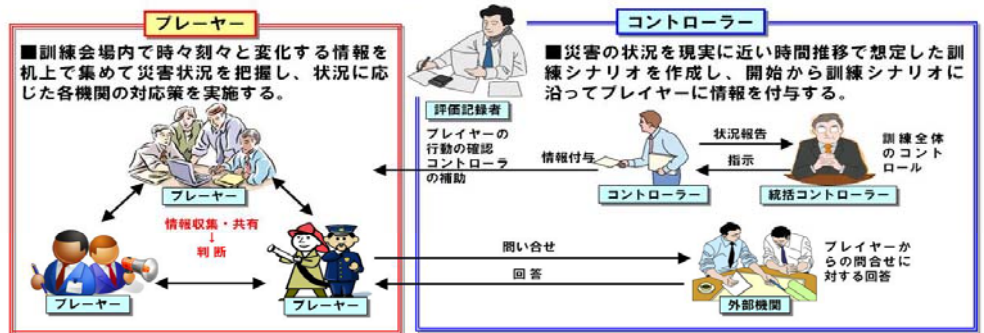 プレーヤー
■訓練会場内で時々刻々と変化する情報を
机上で集めて災害状況を把握し、状況に応
じた各機関の対応策を実施する。
プレーヤー
情報収集・共有
↓
判断
プレーヤー
プレーヤー
コントローラー
■災害の状況を現実に近い時間推移で想定した訓
練シナリオを作成し、開始から訓練シナリオに
沿ってプレイヤーに情報を付与する。
評価記録者
プレイヤーの
行動の確認
コントローラ
の補助
情報付与
コントローラー
状況報告
指示
統括コントローラー
訓練全体
のコント
ロール
問い合せ
回答
外部機関
プレイヤーか
らの問合せに
対する回答